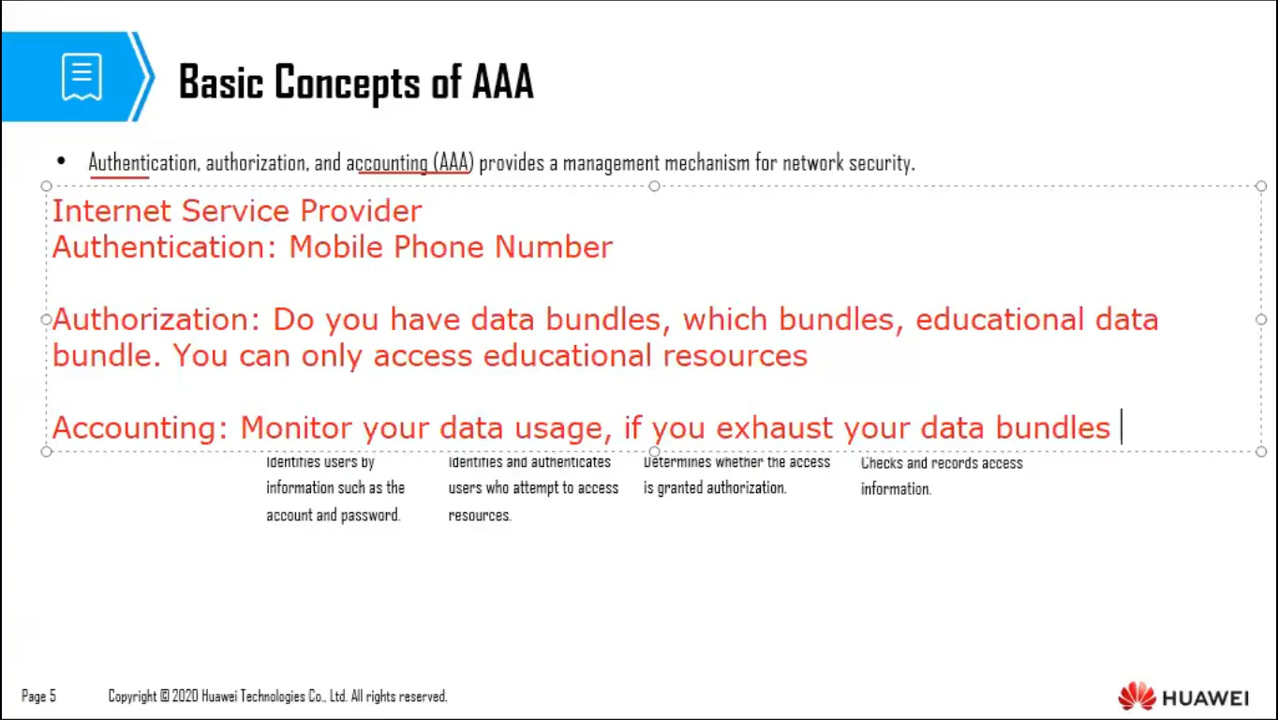 Basic Concepts of AAA
• Authentication, authorization, and accounting (AAA) provides a management mechanism for network security.
Internet Service Provider
Authentication: Mobile Phone Number
Authorization: Do you have data bundles, which bundles, educational data
bundle. You can only access educational resources
Accounting: Monitor your data usage, if you exhaust your data bundles
Identifies users by
information such as the
account and password.
Identifies and authenticates
users who attempt to access
resources.
Determines whether the access
is granted authorization.
Checks and records access
information.
Page 5
Copyright © 2020 Huawei Technologies Co., Ltd. All rights reserved.
HUAWEI